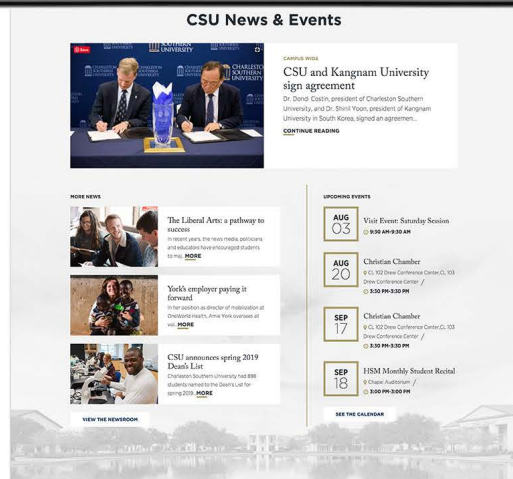 CSU News & Events
Save
SOUTHERN
UNIVERSITY
CHARLESTON
SOUTHERN
UNIVERSITY
CAMPUS WIDE
CSU and Kangnam University
sign agreement
Dr. Dondi Costin, president of Charleston Southern
University, and Dr. Shinil Yoon, president of Kangnam
University in South Korea, signed an agreemen...
CONTINUE READING
MORE NEWS
The Liberal Arts: a pathway to
success
In recent years, the news media, politicians
and educators have encouraged students
to maj.. MORE
York's employer paying it
forward
In her position as director of mobilization at
OneWorld Health, Amie York oversees all
vol.. MORE
CSU announces spring 2019
Dean's List
Charleston Southern University had 898
students named to the Dean's List for
spring 2019.. MORE
VIEW THE NEWSROOM
UPCOMING EVENTS
AUG
03
Visit Event: Saturday Session
9:30 AM-9:30 AM
AUG
20
Christian Chamber
CL 102 Drew Conference Center,CL 103
Drew Conference Center /
3:30 PM-3:30 PM
SEP
17
Christian Chamber
CL 102 Drew Conference Center,CL 103
Drew Conference Center /
3:30 PM-3:30 PM
SEP
18
HSM Monthly Student Recital
Chapel Auditorium /
3:00 PM-3:00 PM
SEE THE CALENDAR